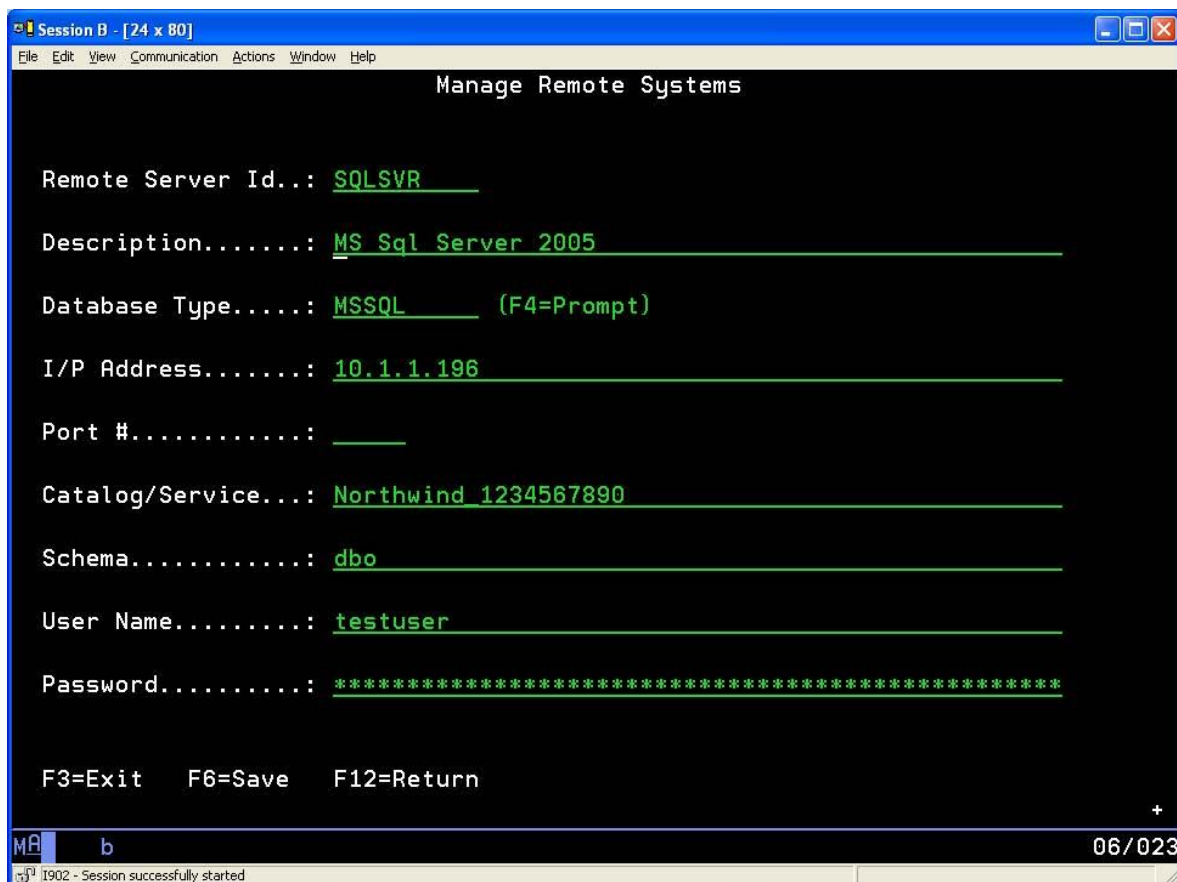 Session B - [24 x 80]
File Edit View Communication Actions Window Help
Manage Remote Systems
Remote Server Id..: SQLSVR
Description.......: MS Sql Server 2005
Database Type.....: MSSQL (F4=Prompt)
I/P Address.......: 10.1.1.196
Port #............:
Catalog/Service...: Northwind_1234567890
Schema............: dbo
User Name.........: testuser
Password..........: **************************************************
F3=Exit F6=Save F12=Return
+
MA b 06/023
I902 - Session successfully started